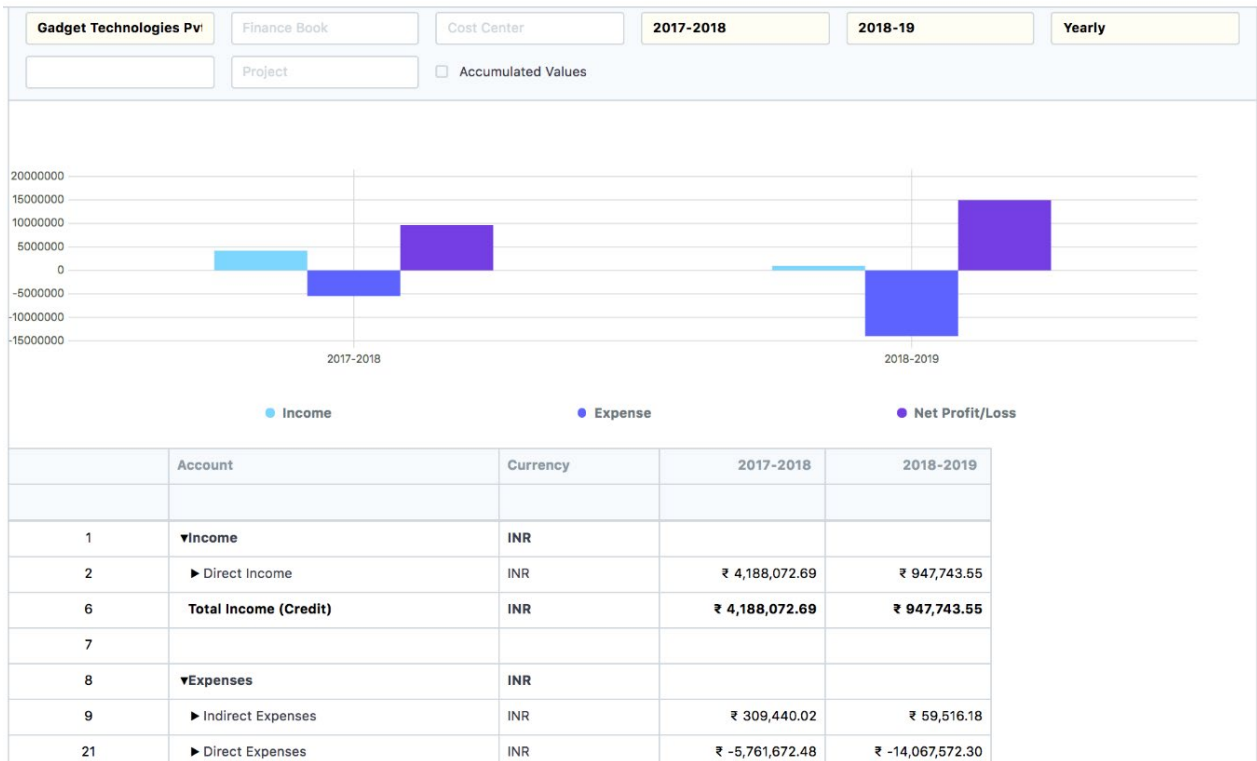 Gadget Technologies Pvt Finance Book Cost Center 2017-2018 2018-19 Yearly
Project Accumulated Values
20000000
15000000
10000000
5000000
0
-5000000
-10000000
-15000000
2017-2018 2018-2019
Income Expense Net Profit/Loss
Account Currency 2017-2018 2018-2019
1 ▼Income INR
2 ▶ Direct Income INR ₹ 4,188,072.69 ₹ 947,743.55
6 Total Income (Credit) INR ₹ 4,188,072.69 ₹ 947,743.55
7
8 ▼Expenses INR
9 ▶ Indirect Expenses INR ₹ 309,440.02 ₹ 59,516.18
21 ▶ Direct Expenses INR ₹ -5,761,672.48 ₹ -14,067,572.30